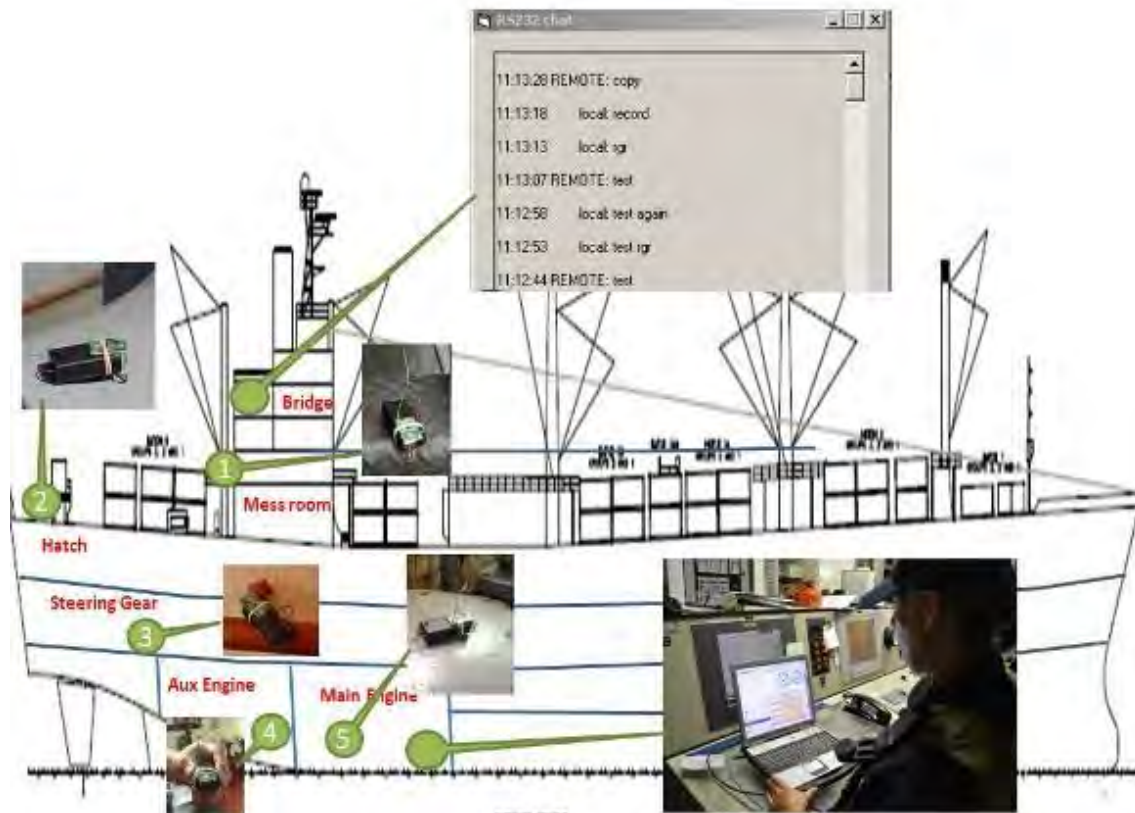 RS232 chat
11:13:28 REMOTE: copy
11:13:18 local: record
11:13:13 local: rgr
11:13:07 REMOTE: test
11:12:58 local: test again
11:12:53 local: test rgr
11:12:44 REMOTE: test
Bridge
1
Mess room
2
Hatch
Steering Gear
3
Aux Engine
Main Engine
4
5